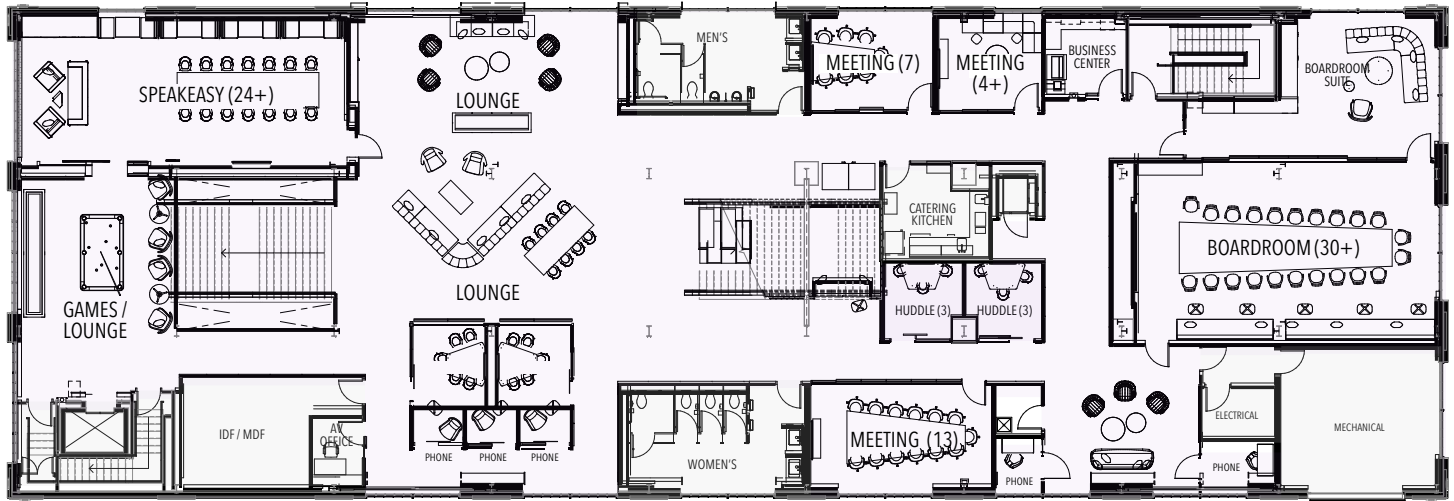 MEN'S
MEETING (7)
MEETING
(4+)
BUSINESS
CENTER
BOARDROOM
SUITE
SPEAKEASY (24+)
LOUNGE
CATERING
KITCHEN
BOARDROOM (30+)
GAMES /
LOUNGE
LOUNGE
HUDDLE (3)
HUDDLE (3)
IDF / MDF
AV
OFFICE
PHONE
PHONE
PHONE
WOMEN'S
MEETING (13)
PHONE
PHONE
ELECTRICAL
MECHANICAL